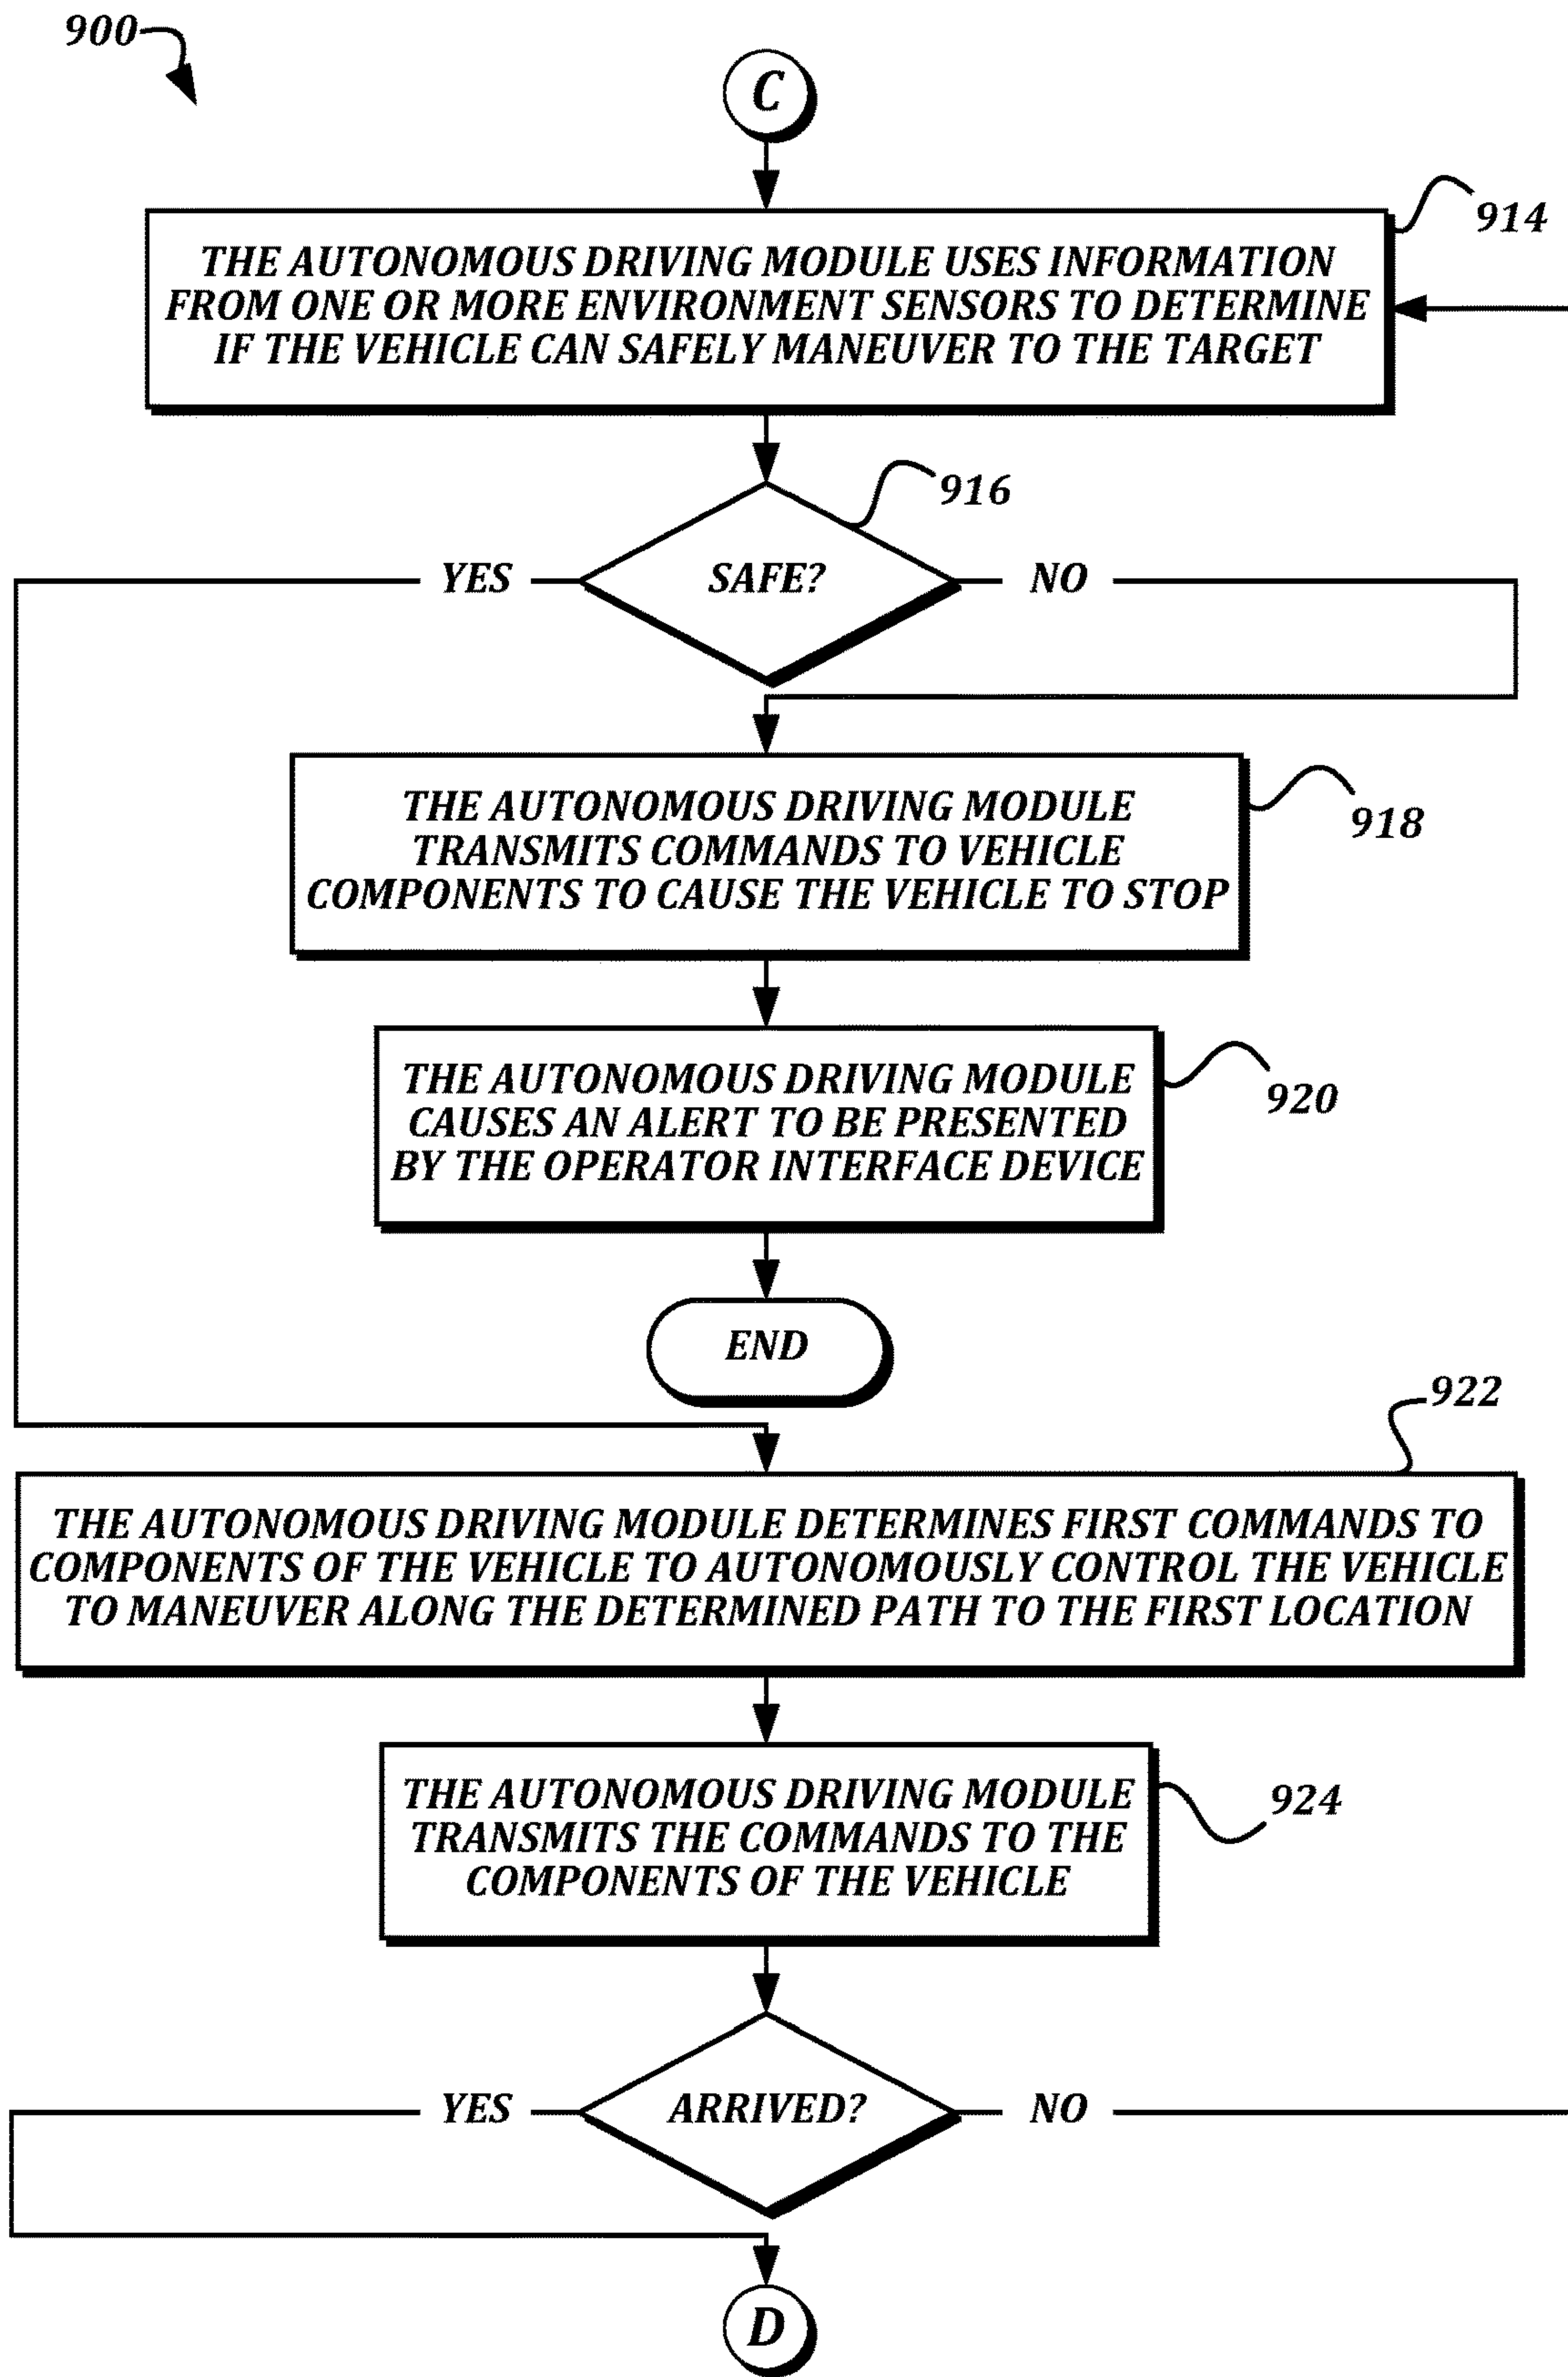 900
C
914
THE AUTONOMOUS DRIVING MODULE USES INFORMATION
FROM ONE OR MORE ENVIRONMENT SENSORS TO DETERMINE
IF THE VEHICLE CAN SAFELY MANEUVER TO THE TARGET
916
YES
SAFE?
NO
THE AUTONOMOUS DRIVING MODULE
TRANSMITS COMMANDS TO VEHICLE
COMPONENTS TO CAUSE THE VEHICLE TO STOP
918
THE AUTONOMOUS DRIVING MODULE
CAUSES AN ALERT TO BE PRESENTED
BY THE OPERATOR INTERFACE DEVICE
920
END
922
THE AUTONOMOUS DRIVING MODULE DETERMINES FIRST COMMANDS TO
COMPONENTS OF THE VEHICLE TO AUTONOMOUSLY CONTROL THE VEHICLE
TO MANEUVER ALONG THE DETERMINED PATH TO THE FIRST LOCATION
THE AUTONOMOUS DRIVING MODULE
TRANSMITS THE COMMANDS TO THE
COMPONENTS OF THE VEHICLE
924
YES
ARRIVED?
NO
D